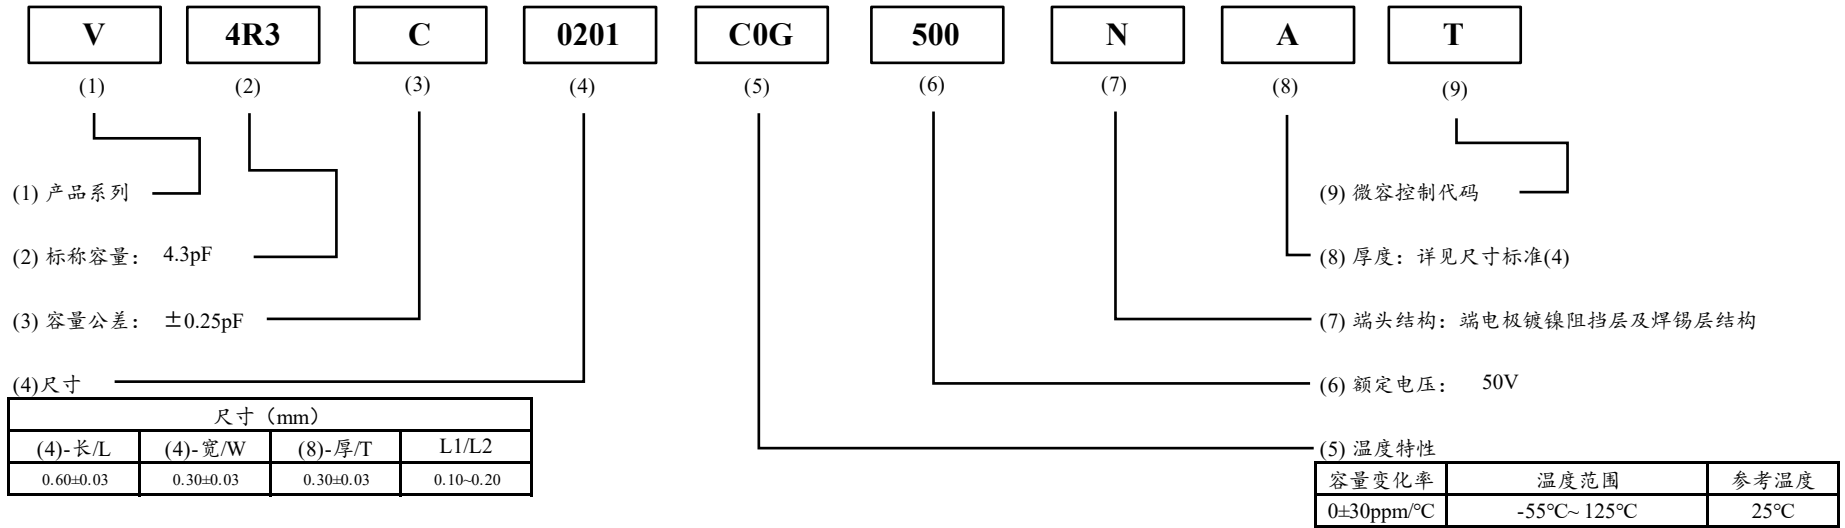 V 4R3 C 0201 C0G 500 N A T
(1) (2) (3) (4) (5) (6) (7) (8) (9)
(1) 产品系列
(9) 微容控制代码
(2) 标称容量： 4.3pF
(8) 厚度：详见尺寸标准(4)
(3) 容量公差： ±0.25pF
(7) 端头结构：端电极镀镍阻挡层及焊锡层结构
(4)尺寸
(6) 额定电压： 50V
尺寸（mm）
(4)-长/L (4)-宽/W (8)-厚/T L1/L2
0.60±0.03 0.30±0.03 0.30±0.03 0.10~0.20
(5) 温度特性
容量变化率 温度范围 参考温度
0±30ppm/℃ -55℃~ 125℃ 25℃